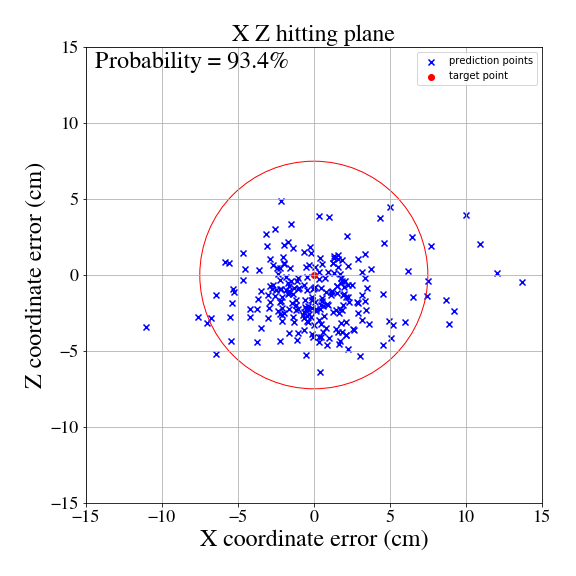 X Z hitting plane
Probability = 93.4%
prediction points
target point
15
10
5
0
−5
−10
−15
−15
−10
−5
0
5
10
15
Z coordinate error (cm)
X coordinate error (cm)